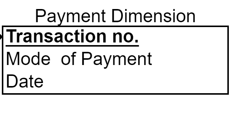 Payment Dimension
Transaction no.
Mode of Payment
Date